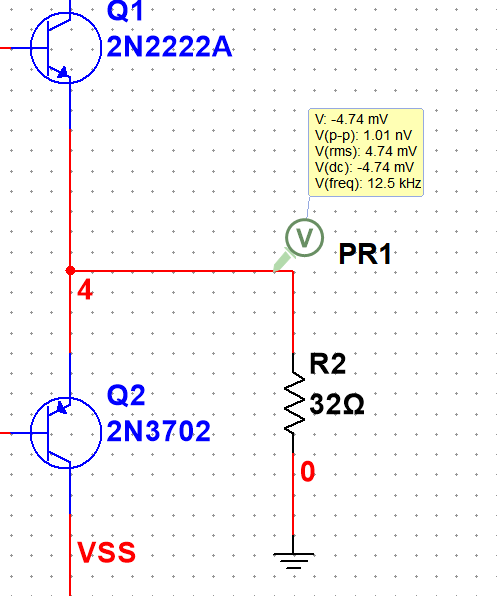 Q1
2N2222A
V: -4.74 mV
V(p-p): 1.01 nV
V(rms): 4.74 mV
V(dc): -4.74 mV
V(freq): 12.5 kHz
V
PR1
4
R2
32Ω
Q2
2N3702
0
VSS